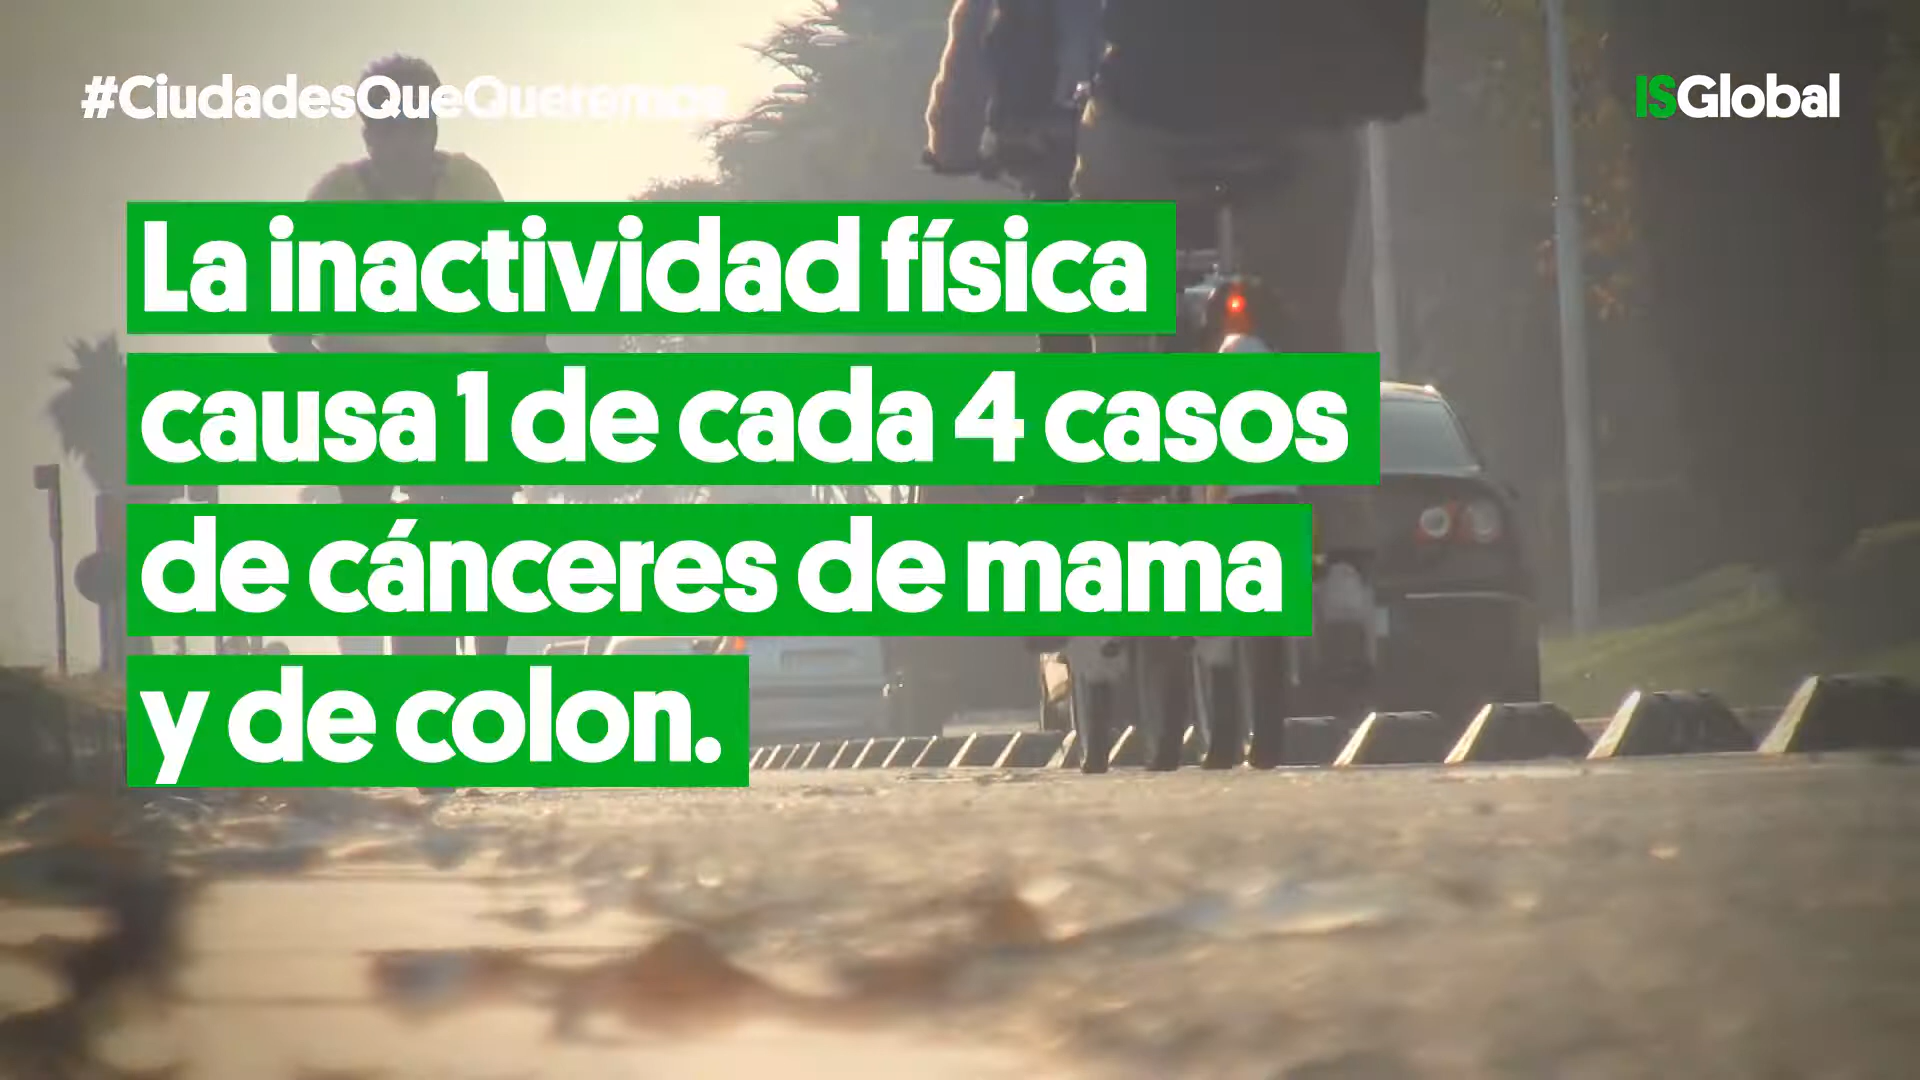 #CiudadesQueQueremos
ISGlobal
La inactividad física
causa 1 de cada 4 casos
de cánceres de mama
y de colon.